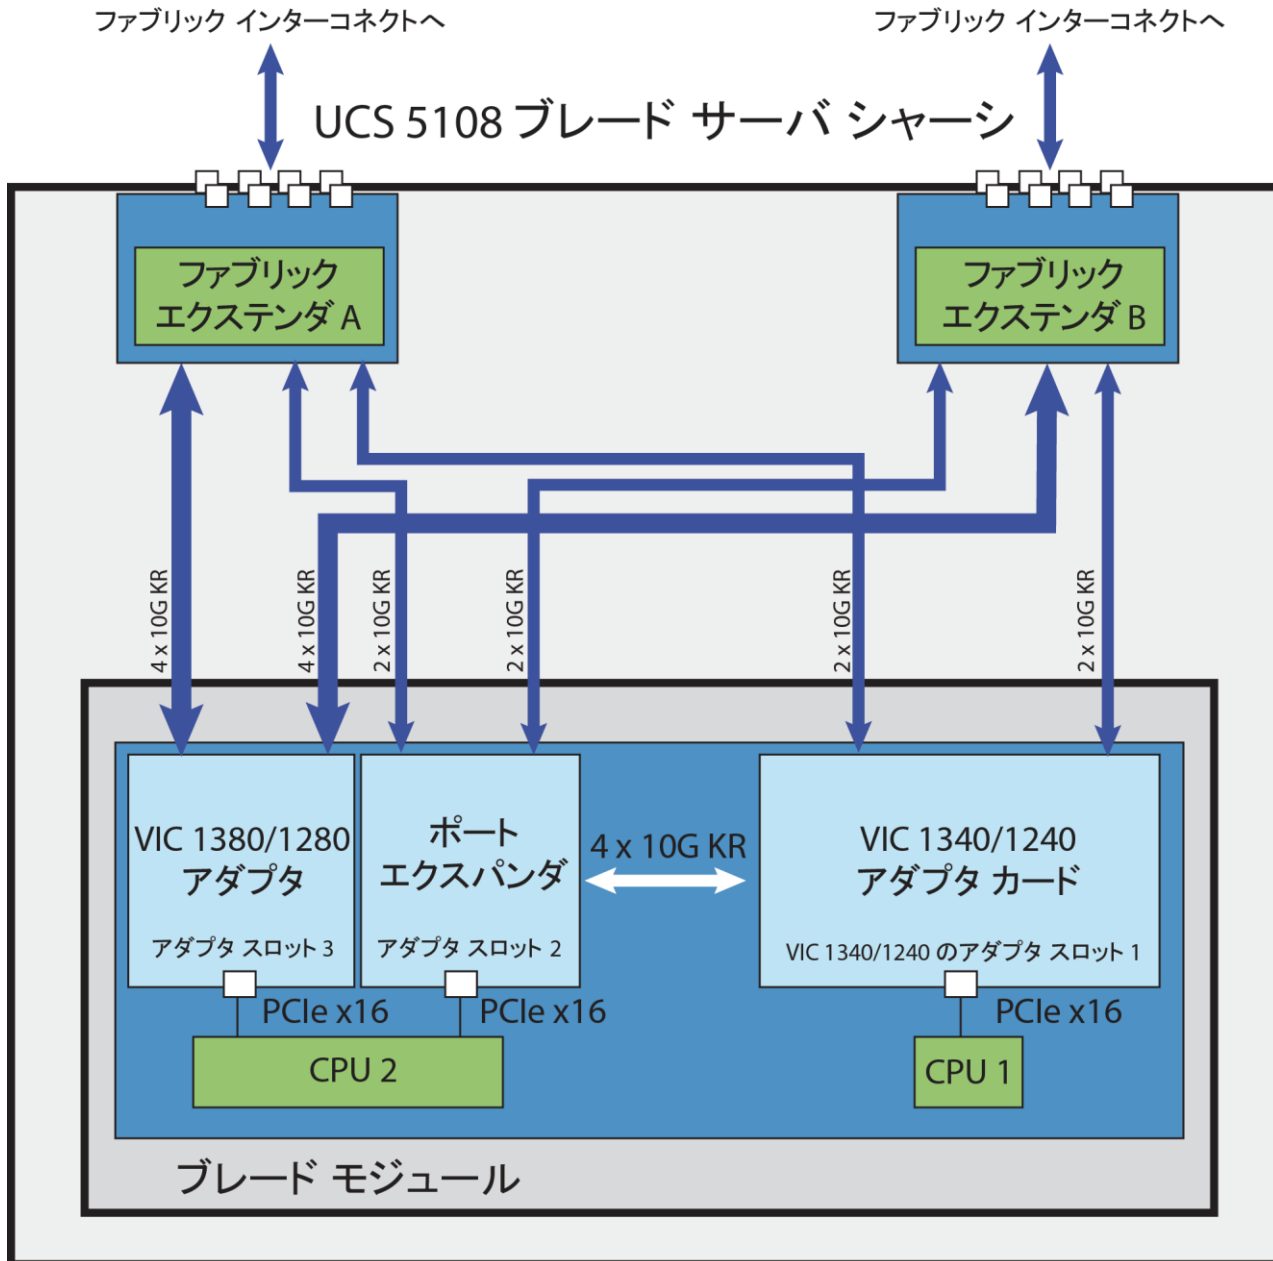 ファブリック インターコネクトへ
ファブリック インターコネクトへ
UCS 5108 ブレード サーバ シャーシ
ファブリック
エクステンダ A
ファブリック
エクステンダ B
4 x 10G KR
4 x 10G KR
2 x 10G KR
2 x 10G KR
2 x 10G KR
2 x 10G KR
VIC 1380/1280
アダプタ
アダプタ スロット 3
ポート
エクスパンダ
アダプタ スロット 2
4 x 10G KR
VIC 1340/1240
アダプタ カード
VIC 1340/1240 のアダプタ スロット 1
PCIe x16
PCIe x16
PCIe x16
CPU 2
CPU 1
ブレード モジュール